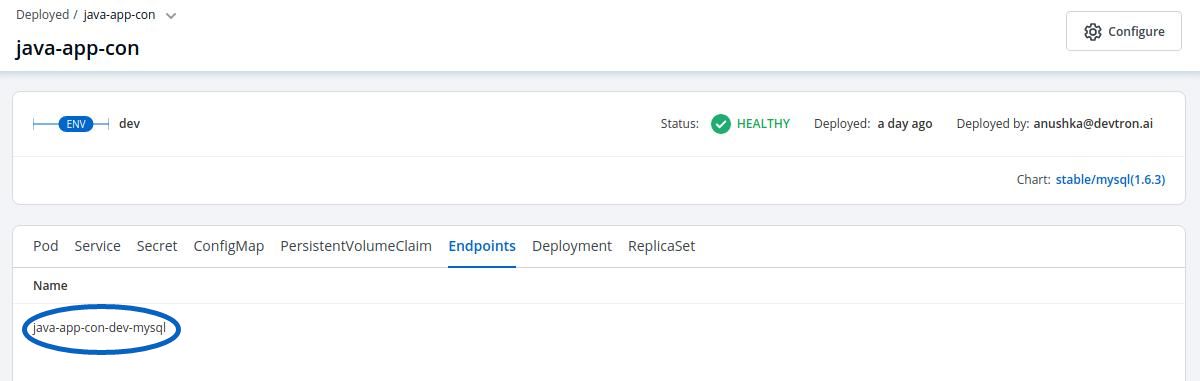 Deployed / java-app-con
java-app-con
Configure
ENV dev Status: HEALTHY Deployed: a day ago Deployed by: anushka@devtron.ai
Chart: stable/mysql(1.6.3)
Pod Service Secret ConfigMap PersistentVolumeClaim Endpoints Deployment ReplicaSet
Name
java-app-con-dev-mysql